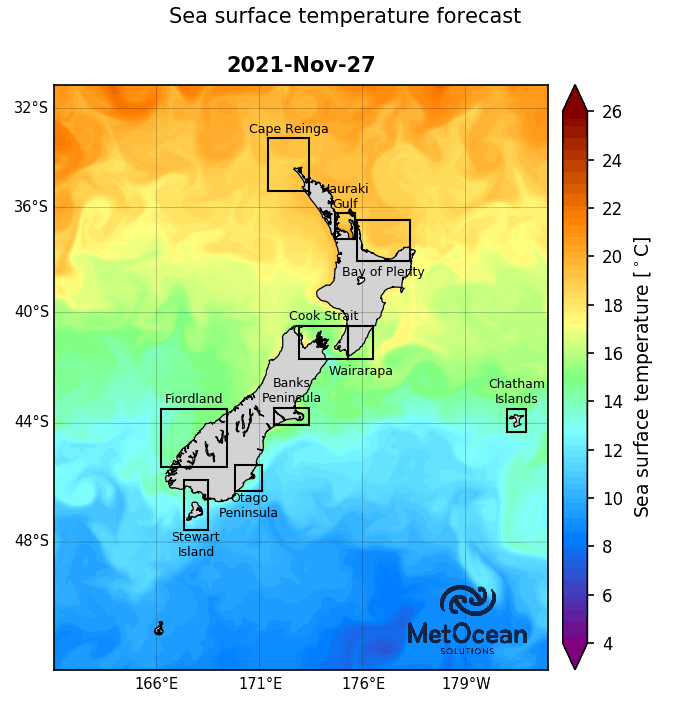 Sea surface temperature forecast
2021-Nov-27
32°S
36°S
40°S
44°S
48°S
Cape Reinga
Hauraki
Gulf
Bay of Plenty
Cook Strait
Wairarapa
Banks
Peninsula
Fiordland
Chatham
Islands
Otago
Peninsula
Stewart
Island
MetOcean
SOLUTIONS
166°E
171°E
176°E
179°W
26
24
22
20
18
16
14
12
10
8
6
4
Sea surface temperature [°C]